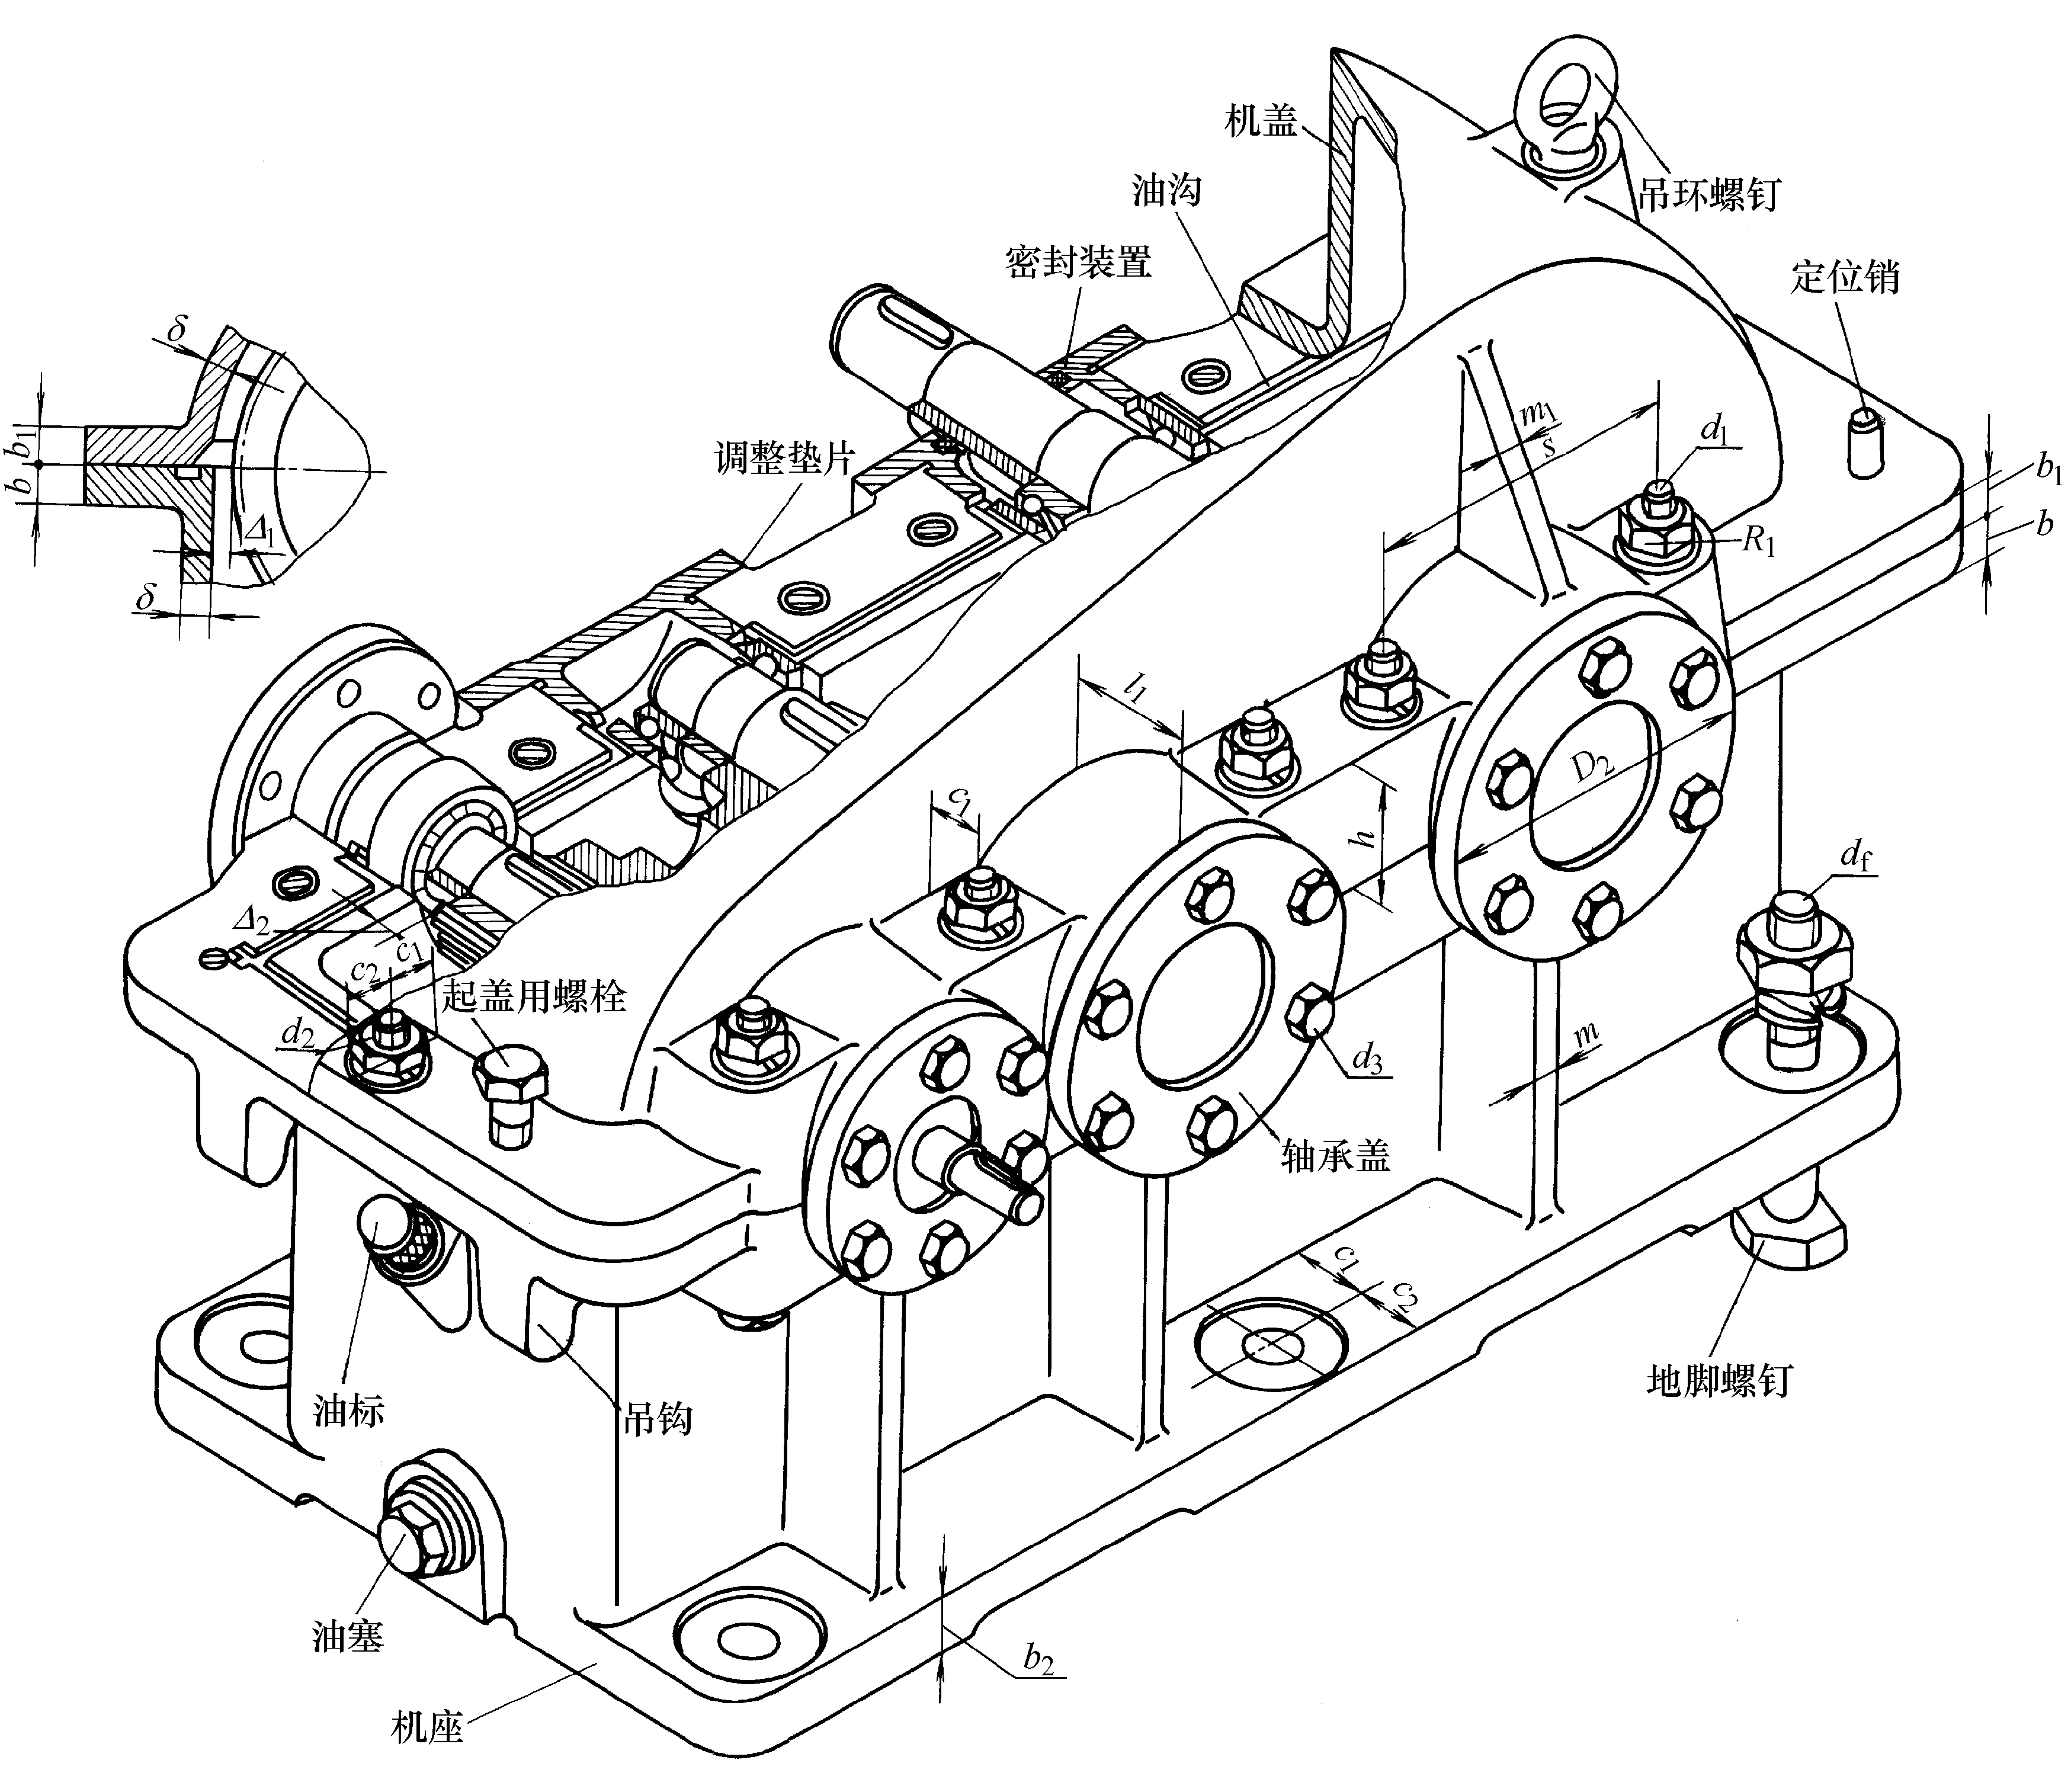 机盖
油沟
吊环螺钉
密封装置
定位销
δ
m₁
s
d₁
b₁
b
调整垫片
b₁
b
R₁
Δ₁
δ
l₁
D₂
c₁
h
d_f
Δ₂
c₂
c₁
起盖用螺栓
d₂
m
d₃
轴承盖
c₁
c₂
油标
吊钩
地脚螺钉
油塞
b₂
机座